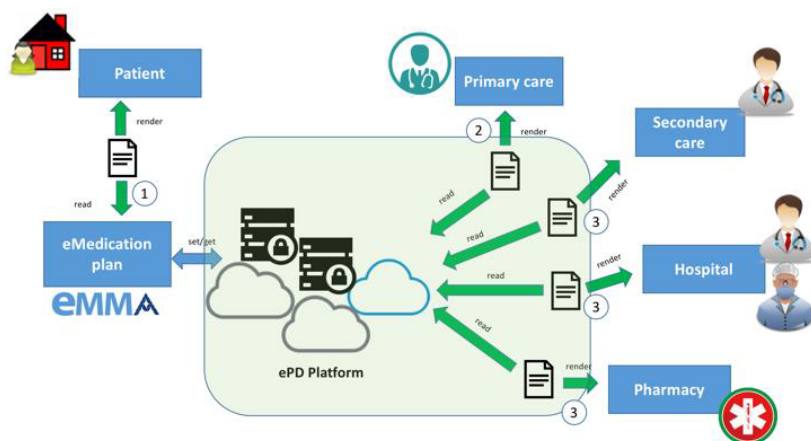 Patient
render
1
read
eMedication
plan
eMMA
set/get
ePD Platform
Primary care
2
render
read
Secondary
care
render
3
read
Hospital
render
3
read
Pharmacy
render
3
read